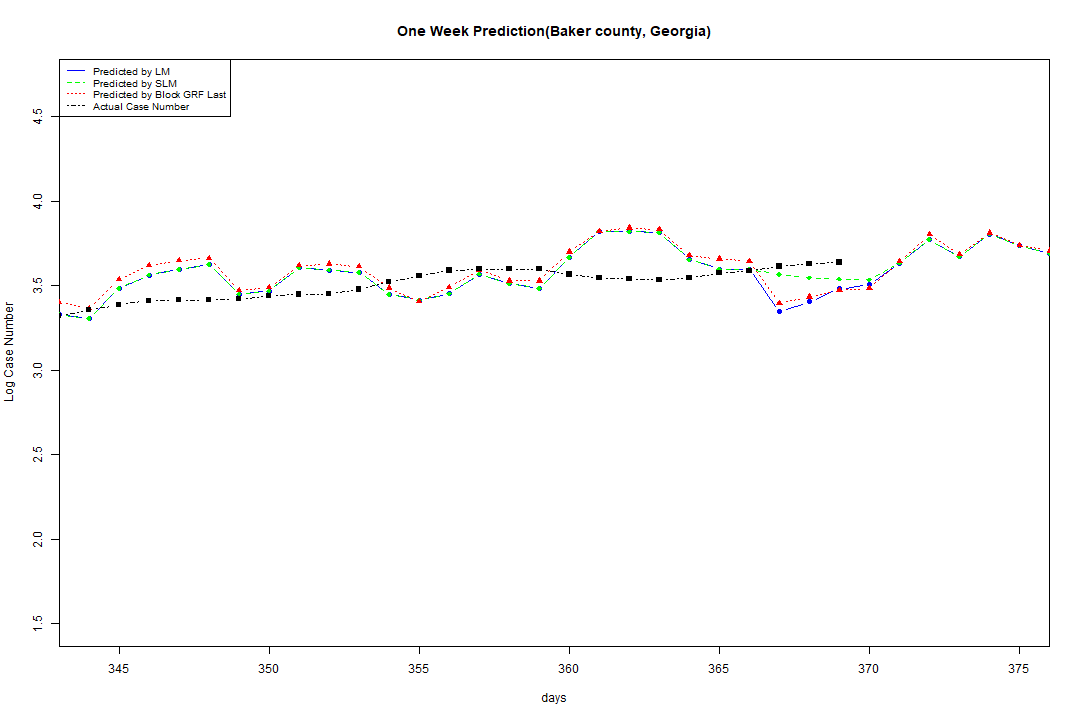 One Week Prediction(Baker county, Georgia)
Predicted by LM
Predicted by SLM
Predicted by Block GRF Last
Actual Case Number
4.5
4.0
3.5
3.0
2.5
2.0
1.5
Log Case Number
345 350 355 360 365 370 375
days